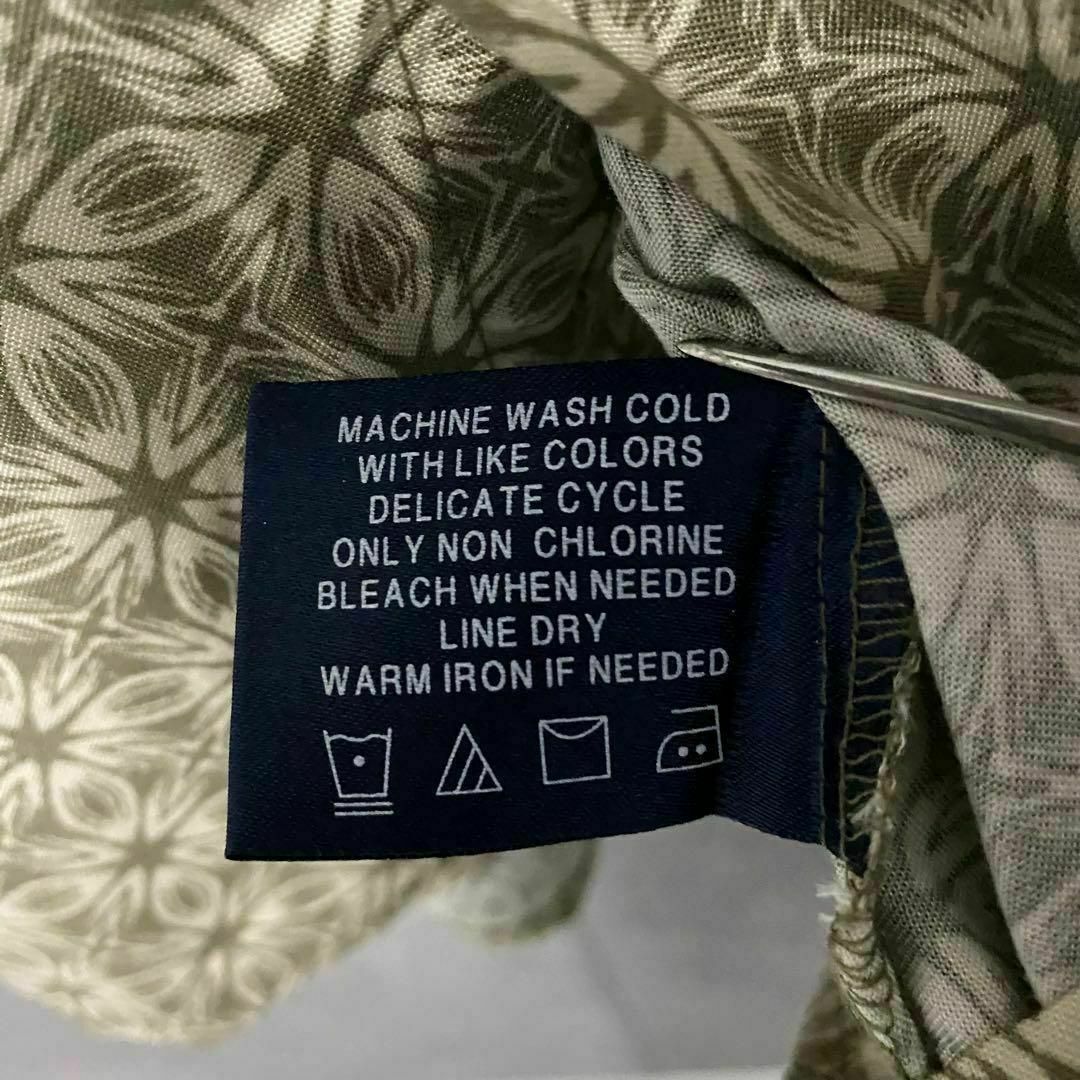 MACHINE WASH COLD
WITH LIKE COLORS
DELICATE CYCLE
ONLY NON CHLORINE
BLEACH WHEN NEEDED
LINE DRY
WARM IRON IF NEEDED